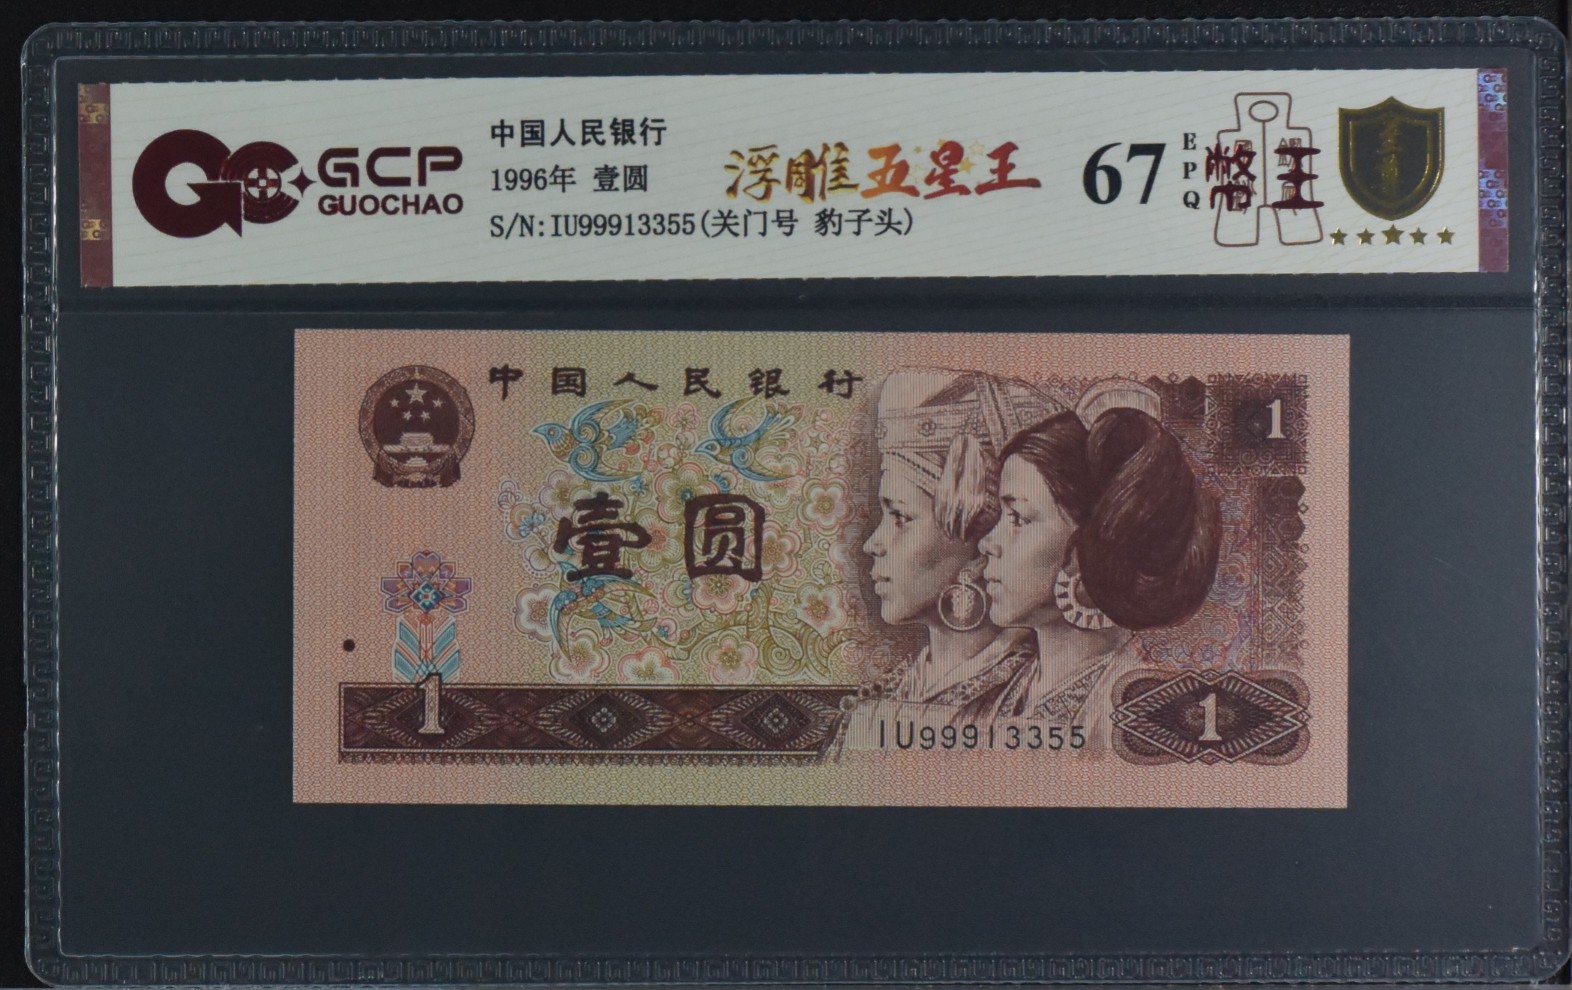 GCP
GUOCHAO
中国人民银行
1996年 壹圆
S/N:IU99913355(关门号 豹子头)
浮雕五星王
67
EPQ
中国人民银行
1
壹圆
1
IU99913355
1